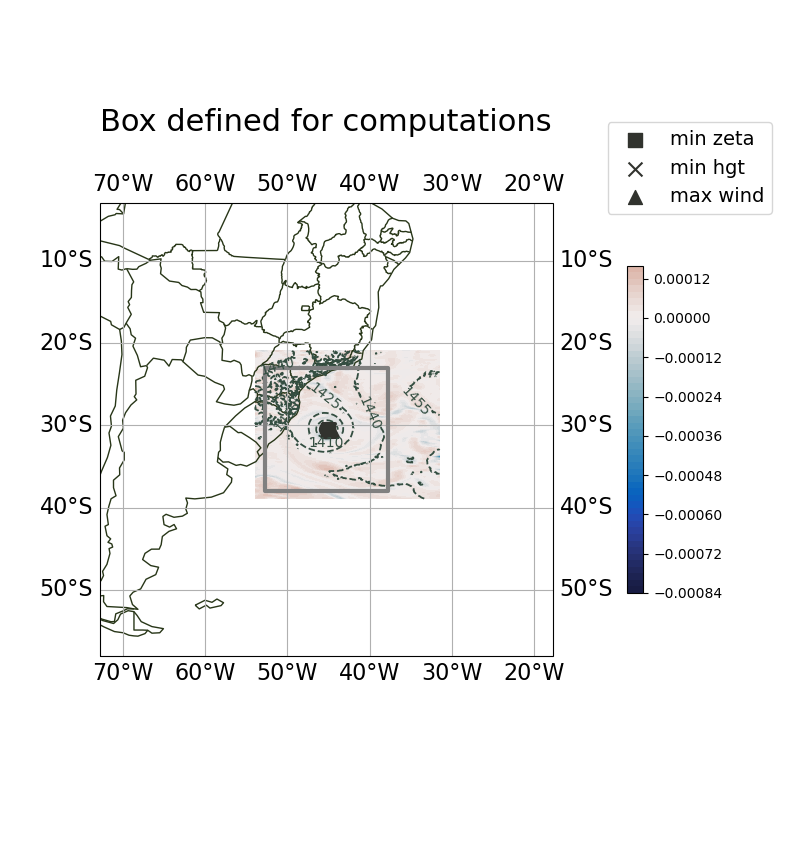 Box defined for computations
min zeta
min hgt
max wind
70°W 60°W 50°W 40°W 30°W 20°W
10°S 10°S
20°S 20°S
30°S 30°S
40°S 40°S
50°S 50°S
70°W 60°W 50°W 40°W 30°W 20°W
1425
1440
1455
1410
0.00012
0.00000
−0.00012
−0.00024
−0.00036
−0.00048
−0.00060
−0.00072
−0.00084